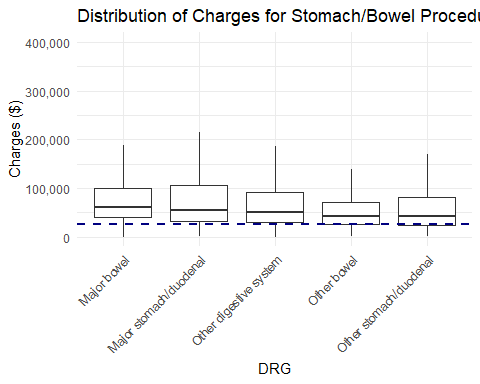 Distribution of Charges for Stomach/Bowel Procedu
Charges ($)
400,000
300,000
200,000
100,000
0
Major bowel
Major stomach/duodenal
Other digestive system
Other bowel
Other stomach/duodenal
DRG